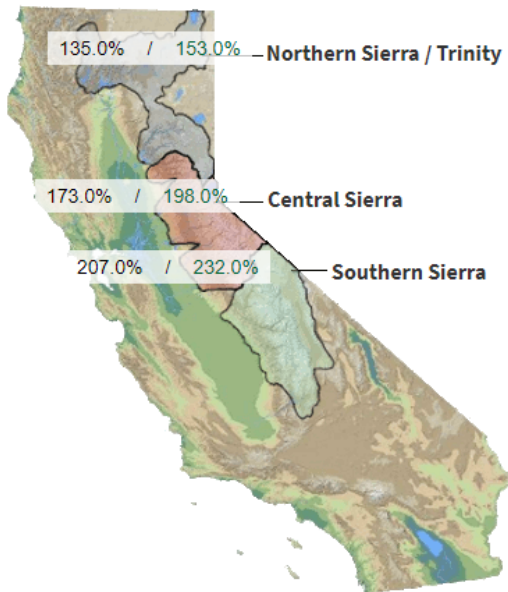 135.0% / 153.0% Northern Sierra / Trinity
173.0% / 198.0% Central Sierra
207.0% / 232.0% Southern Sierra